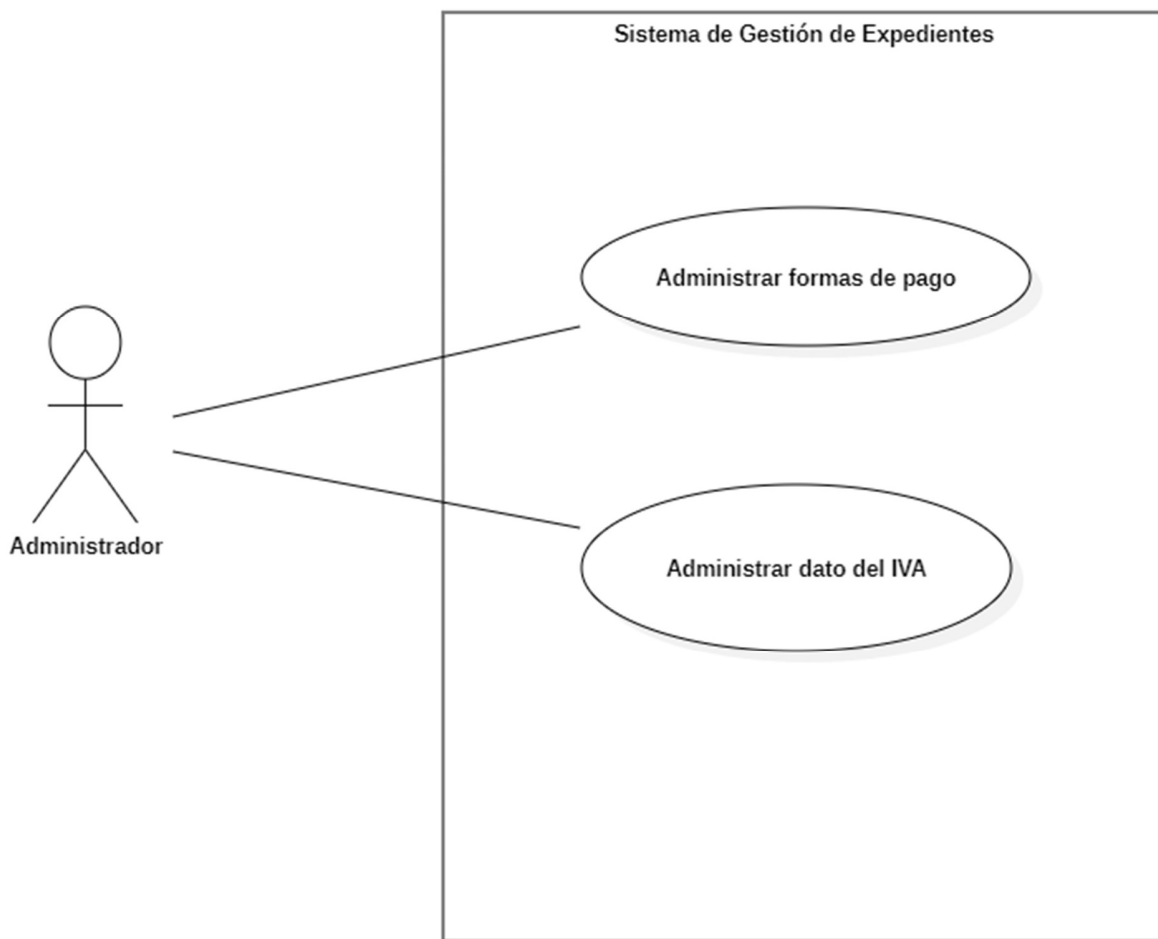 Sistema de Gestión de Expedientes
Administrar formas de pago
Administrador
Administrar dato del IVA